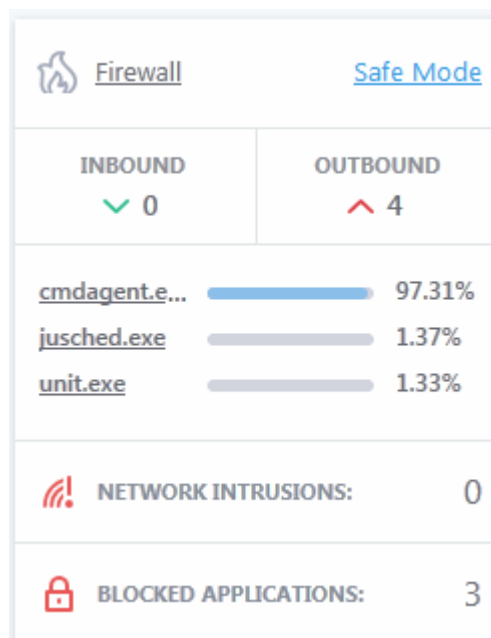 Firewall Safe Mode
INBOUND OUTBOUND
0 4
cmdagent.e... 97.31%
jusched.exe 1.37%
unit.exe 1.33%
NETWORK INTRUSIONS: 0
BLOCKED APPLICATIONS: 3